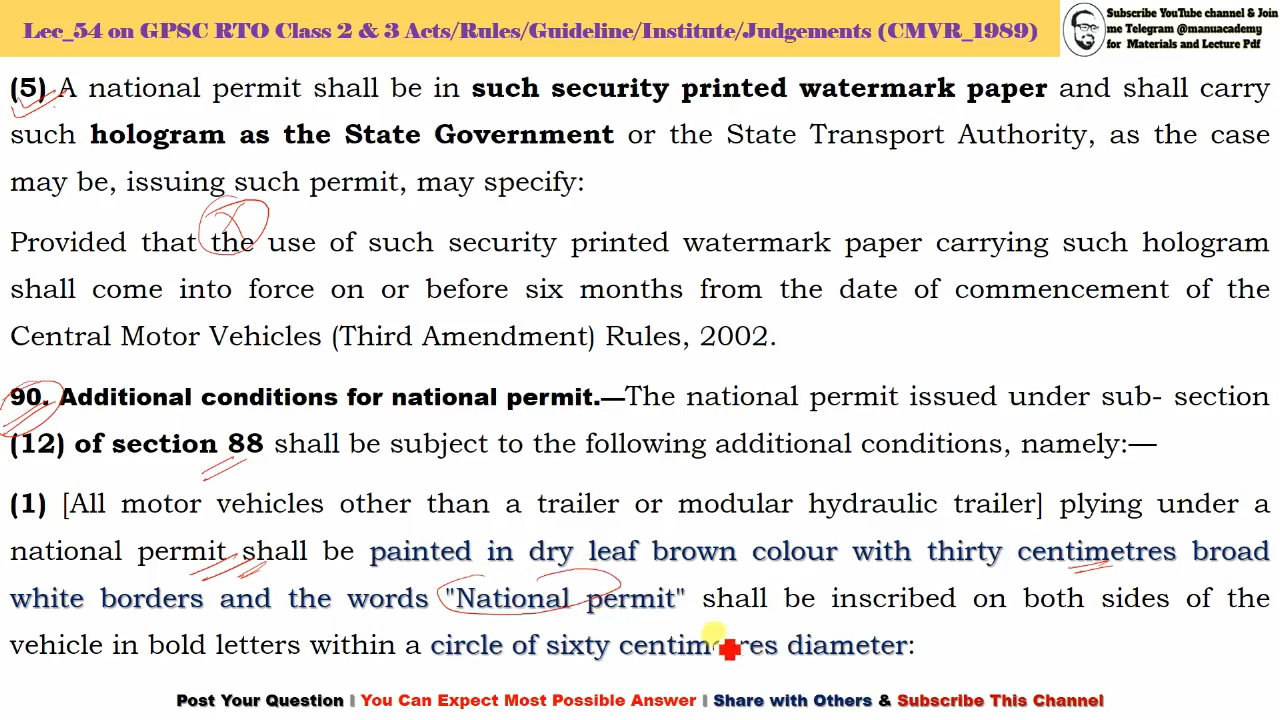 Lec_54 on GPSC RTO Class 2 & 3 Acts/Rules/Guideline/Institute/Judgements (CMVR_1989)
Subscribe YouTube channel & Join
me Telegram @manuacademy
for Materials and Lecture Pdf
(5) A national permit shall be in such security printed watermark paper and shall carry
such hologram as the State Government or the State Transport Authority, as the case
may be, issuing such permit, may specify:
Provided that the use of such security printed watermark paper carrying such hologram
shall come into force on or before six months from the date of commencement of the
Central Motor Vehicles (Third Amendment) Rules, 2002.
90. Additional conditions for national permit.—The national permit issued under sub- section
(12) of section 88 shall be subject to the following additional conditions, namely:—
(1) [All motor vehicles other than a trailer or modular hydraulic trailer] plying under a
national permit shall be painted in dry leaf brown colour with thirty centimetres broad
white borders and the words "National permit" shall be inscribed on both sides of the
vehicle in bold letters within a circle of sixty centimetres diameter:
Post Your Question | You Can Expect Most Possible Answer | Share with Others & Subscribe This Channel